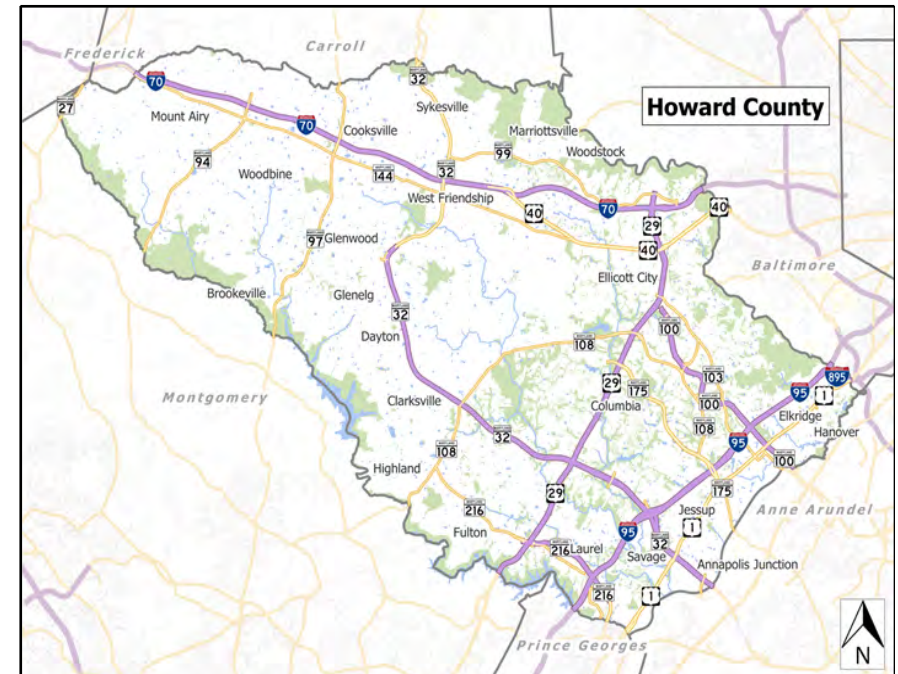 Frederick
Carroll
32
70
27
Mount Airy
Sykesville
Howard County
70
Cooksville
Marriottsville
94
99
Woodstock
Woodbine
144
32
West Friendship
40
70
40
29
97
Glenwood
40
Baltimore
Ellicott City
Brookeville
Glenelg
32
Dayton
100
108
103
895
29
175
95
1
Montgomery
Clarksville
Columbia
100
Elkridge
108
Hanover
32
95
108
100
Highland
175
29
216
Jessup
Anne Arundel
Fulton
1
95
32
216
Laurel
Savage
Annapolis Junction
216
1
Prince Georges
N